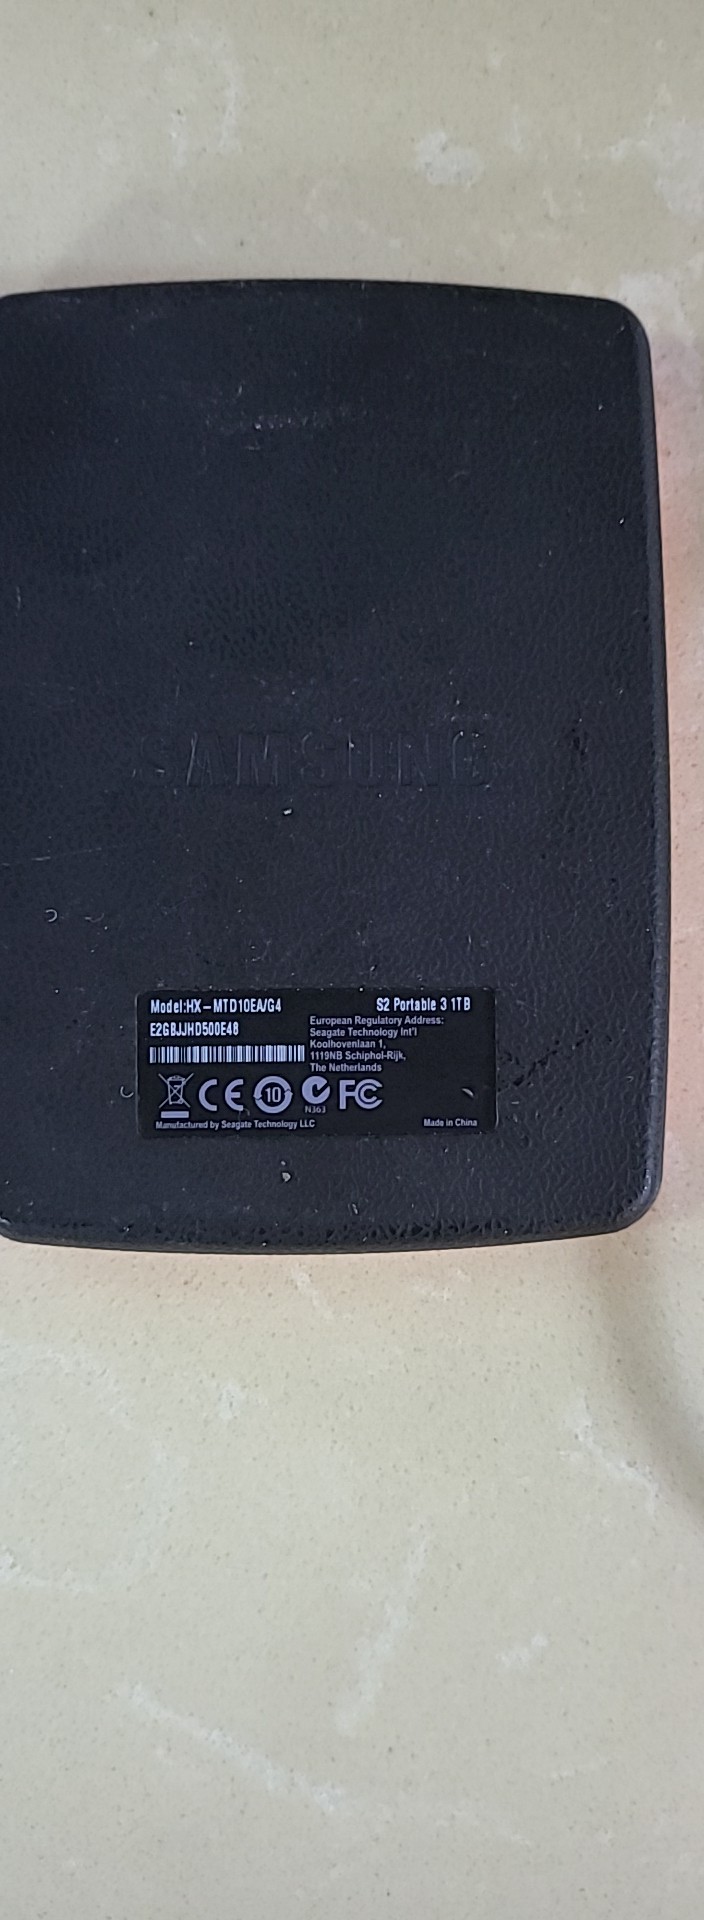 SAMSUNG
Model:HX-MTD10EA/G4 S2 Portable 3 1TB
E2GBJJHD500E48
European Regulatory Address:
Seagate Technology Int'l
Koolhovenlaan 1,
1119NB Schiphol-Rijk,
The Netherlands
CE 10 FC
N363
Manufactured by Seagate Technology LLC Made in China